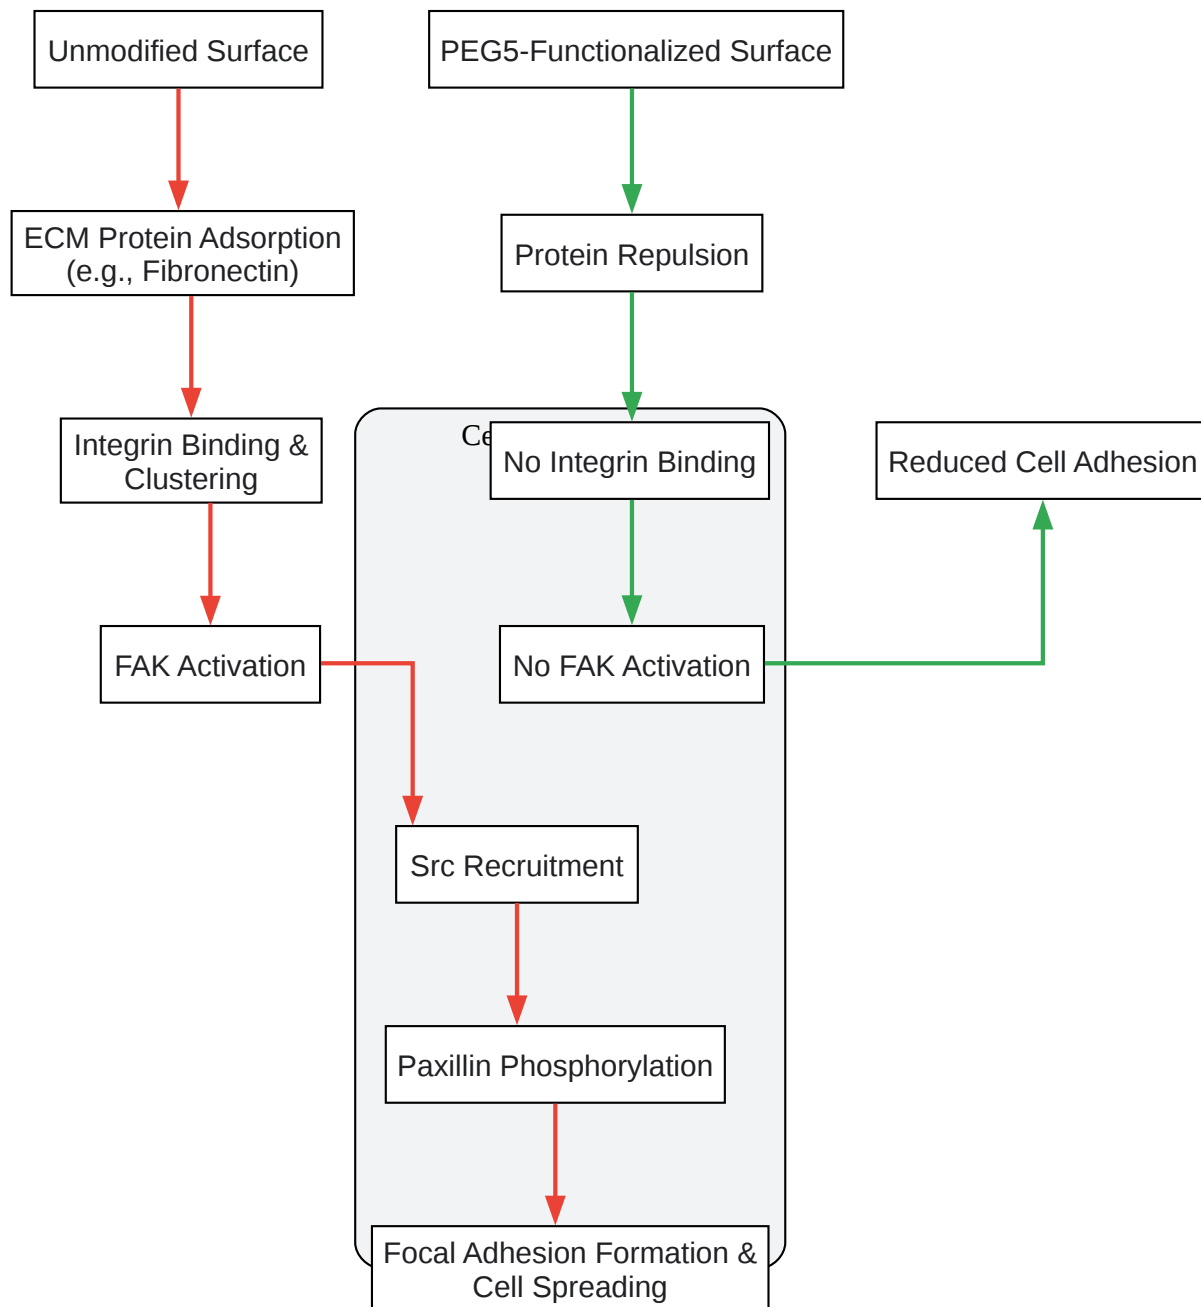 Unmodified Surface
PEG5-Functionalized Surface
ECM Protein Adsorption
(e.g., Fibronectin)
Protein Repulsion
Integrin Binding &
Clustering
No Integrin Binding
Reduced Cell Adhesion
FAK Activation
No FAK Activation
Src Recruitment
Paxillin Phosphorylation
Focal Adhesion Formation &
Cell Spreading